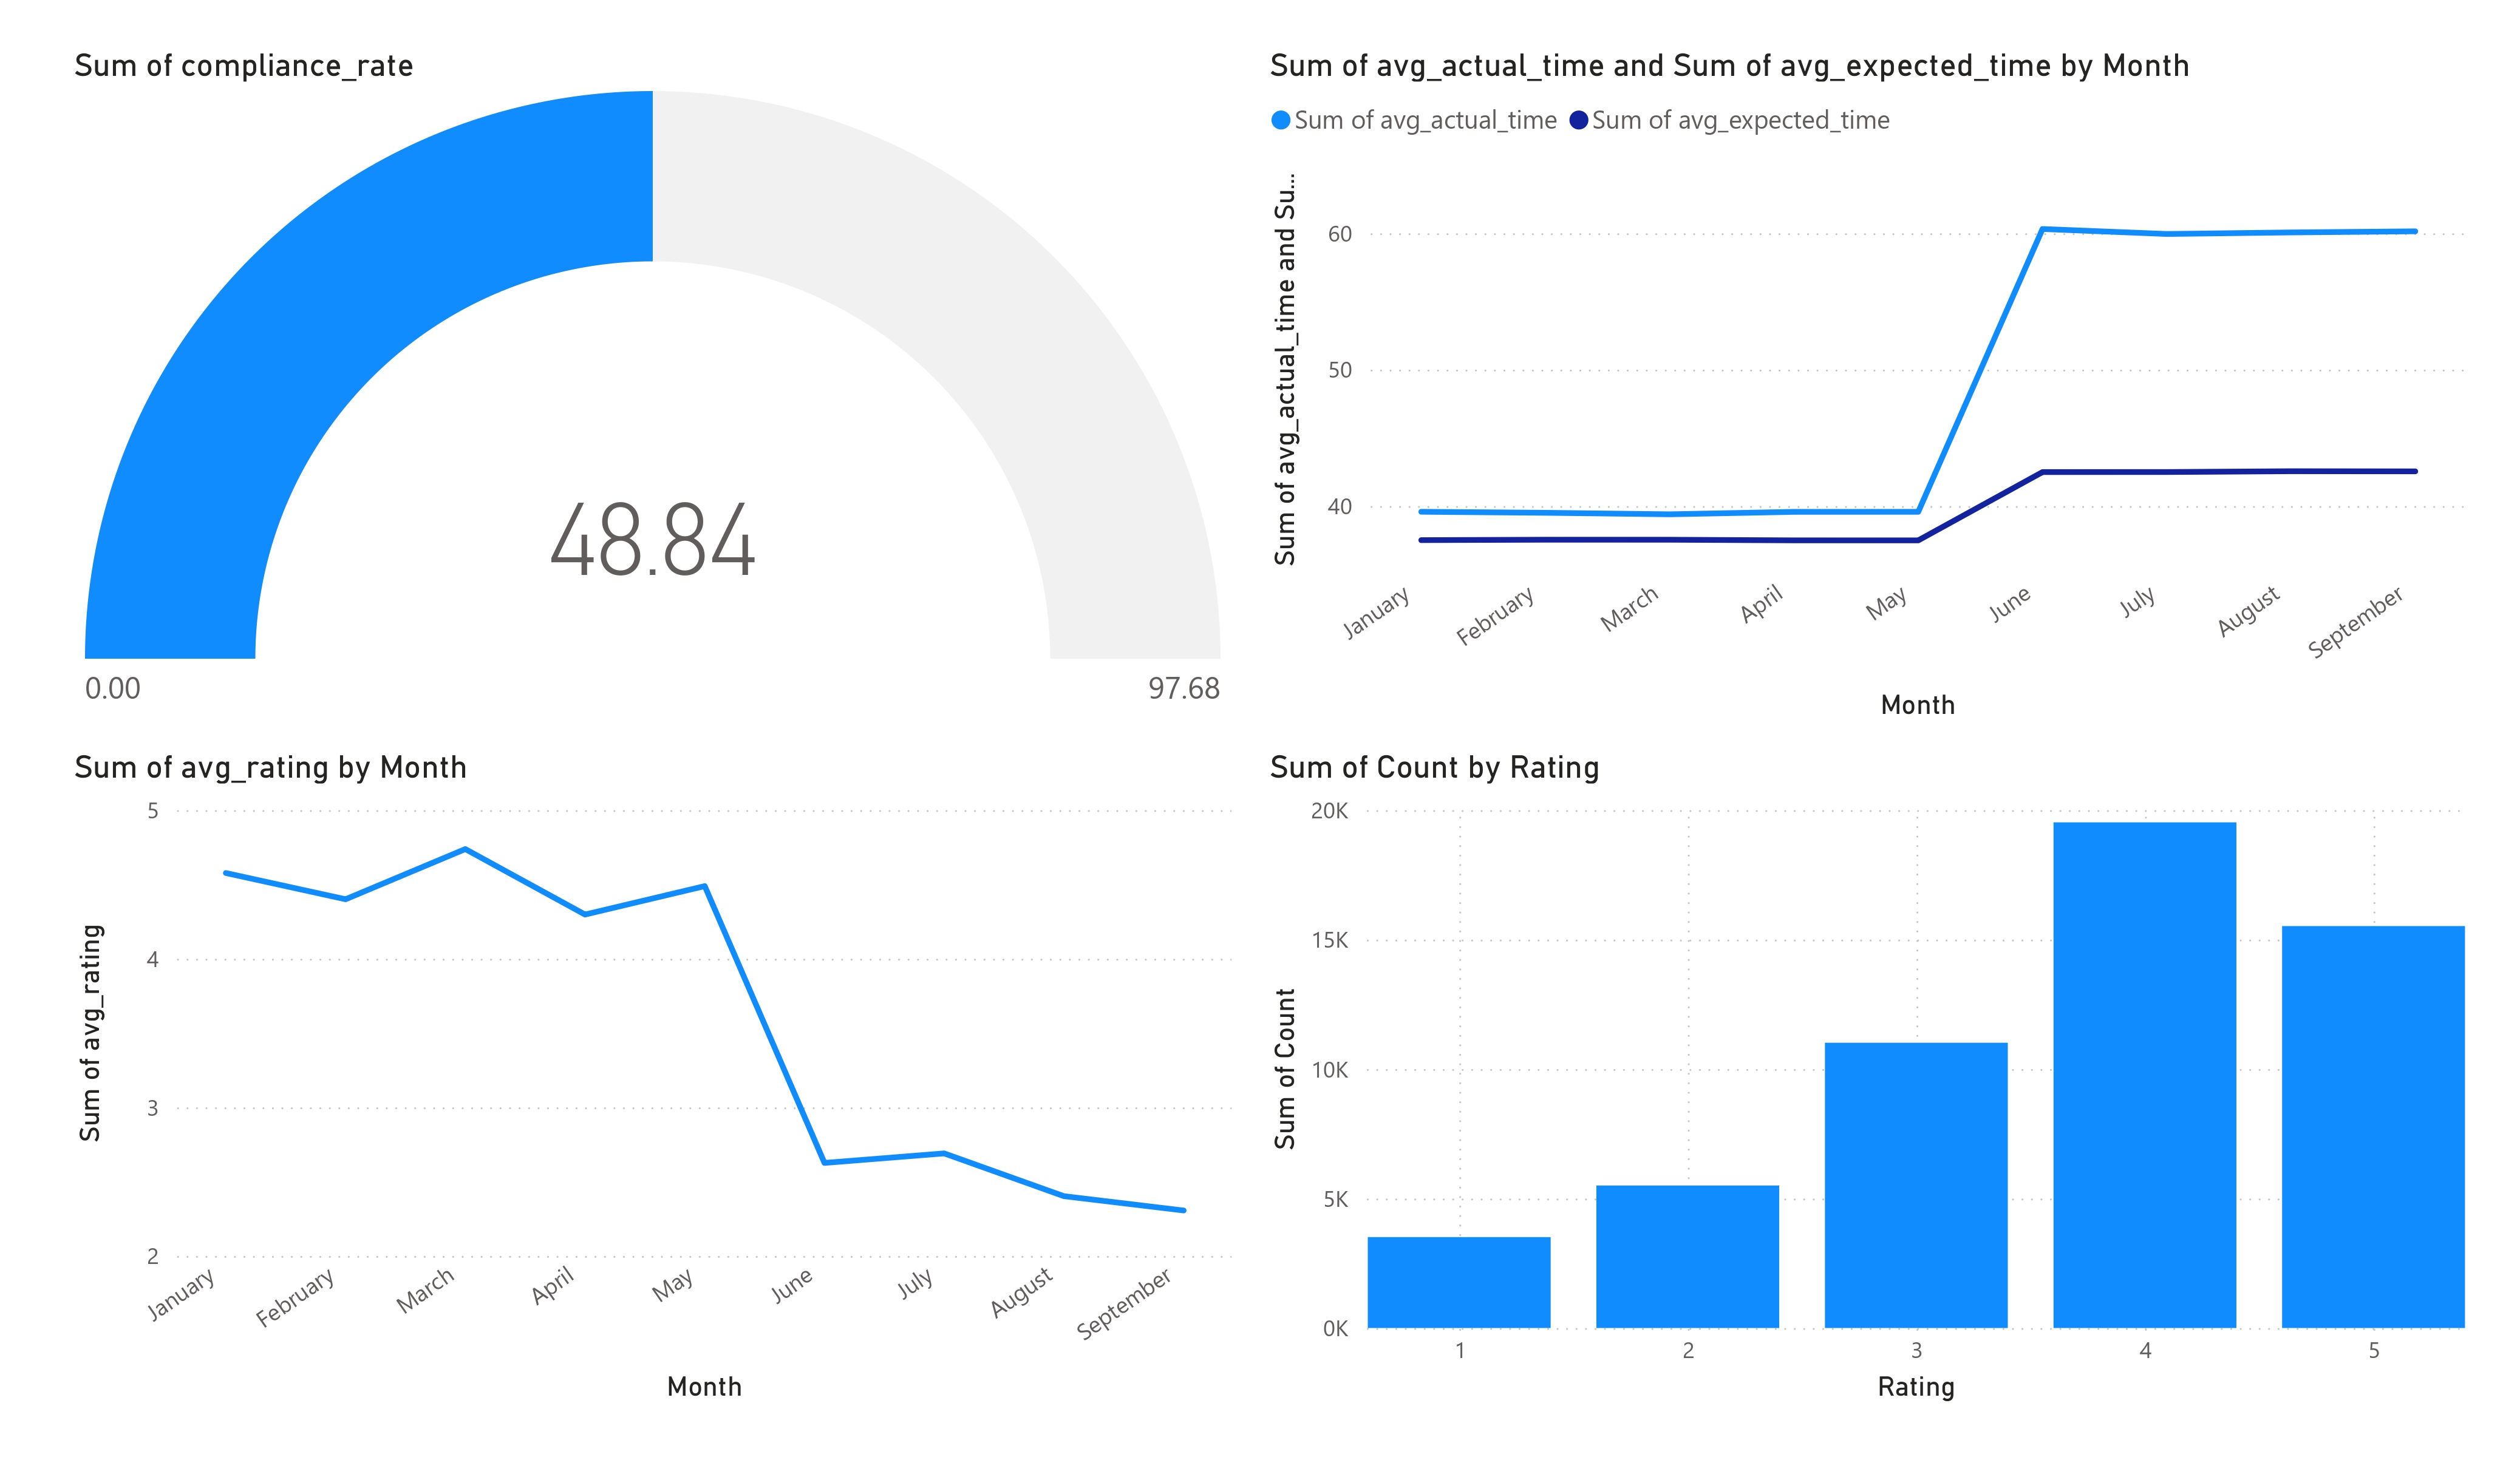 Sum of compliance_rate
48.84
0.00
97.68
Sum of avg_actual_time and Sum of avg_expected_time by Month
Sum of avg_actual_time
Sum of avg_expected_time
Sum of avg_actual_time and Su...
60
50
40
January
February
March
April
May
June
July
August
September
Month
Sum of avg_rating by Month
Sum of avg_rating
5
4
3
2
January
February
March
April
May
June
July
August
September
Month
Sum of Count by Rating
Sum of Count
20K
15K
10K
5K
0K
1
2
3
4
5
Rating